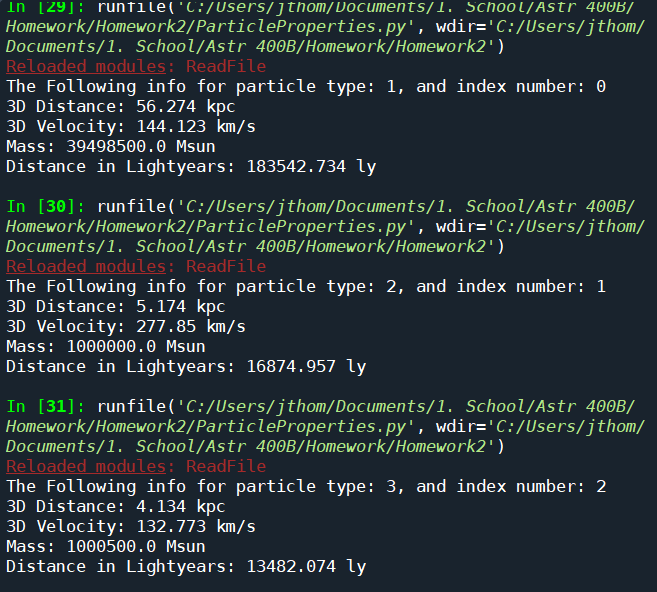 In [29]: runfile('C:/Users/jthom/Documents/1. School/Astr 400B/
Homework/Homework2/ParticleProperties.py', wdir='C:/Users/jthom/
Documents/1. School/Astr 400B/Homework/Homework2')
Reloaded modules: ReadFile
The Following info for particle type: 1, and index number: 0
3D Distance: 56.274 kpc
3D Velocity: 144.123 km/s
Mass: 39498500.0 Msun
Distance in Lightyears: 183542.734 ly
In [30]: runfile('C:/Users/jthom/Documents/1. School/Astr 400B/
Homework/Homework2/ParticleProperties.py', wdir='C:/Users/jthom/
Documents/1. School/Astr 400B/Homework/Homework2')
Reloaded modules: ReadFile
The Following info for particle type: 2, and index number: 1
3D Distance: 5.174 kpc
3D Velocity: 277.85 km/s
Mass: 1000000.0 Msun
Distance in Lightyears: 16874.957 ly
In [31]: runfile('C:/Users/jthom/Documents/1. School/Astr 400B/
Homework/Homework2/ParticleProperties.py', wdir='C:/Users/jthom/
Documents/1. School/Astr 400B/Homework/Homework2')
Reloaded modules: ReadFile
The Following info for particle type: 3, and index number: 2
3D Distance: 4.134 kpc
3D Velocity: 132.773 km/s
Mass: 1000500.0 Msun
Distance in Lightyears: 13482.074 ly